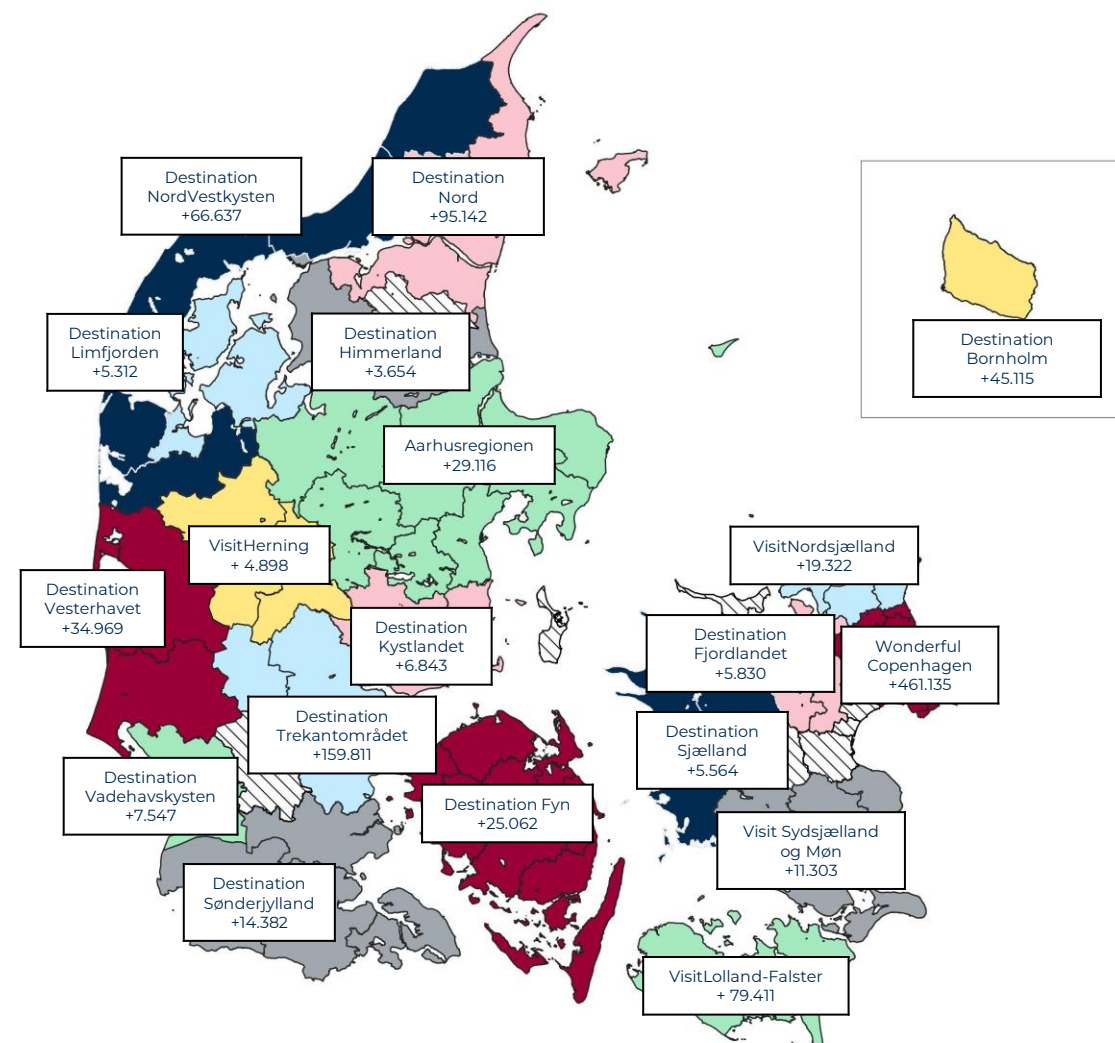 Destination
NordVestkysten
+66.637
Destination
Nord
+95.142
Destination
Limfjorden
+5.312
Destination
Himmerland
+3.654
Destination
Bornholm
+45.115
Aarhusregionen
+29.116
VisitHerning
+ 4.898
VisitNordsjælland
+19.322
Destination
Vesterhavet
+34.969
Destination
Kystlandet
+6.843
Destination
Fjordlandet
+5.830
Wonderful
Copenhagen
+461.135
Destination
Trekantområdet
+159.811
Destination
Sjælland
+5.564
Destination
Vadehavskysten
+7.547
Destination Fyn
+25.062
Visit Sydsjælland
og Møn
+11.303
Destination
Sønderjylland
+14.382
VisitLolland-Falster
+ 79.411